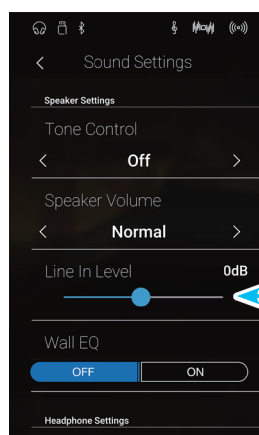 Sound Settings
Speaker Settings
Tone Control
Off
Speaker Volume
Normal
Line In Level 0dB
Wall EQ
OFF ON
Headphone Settings